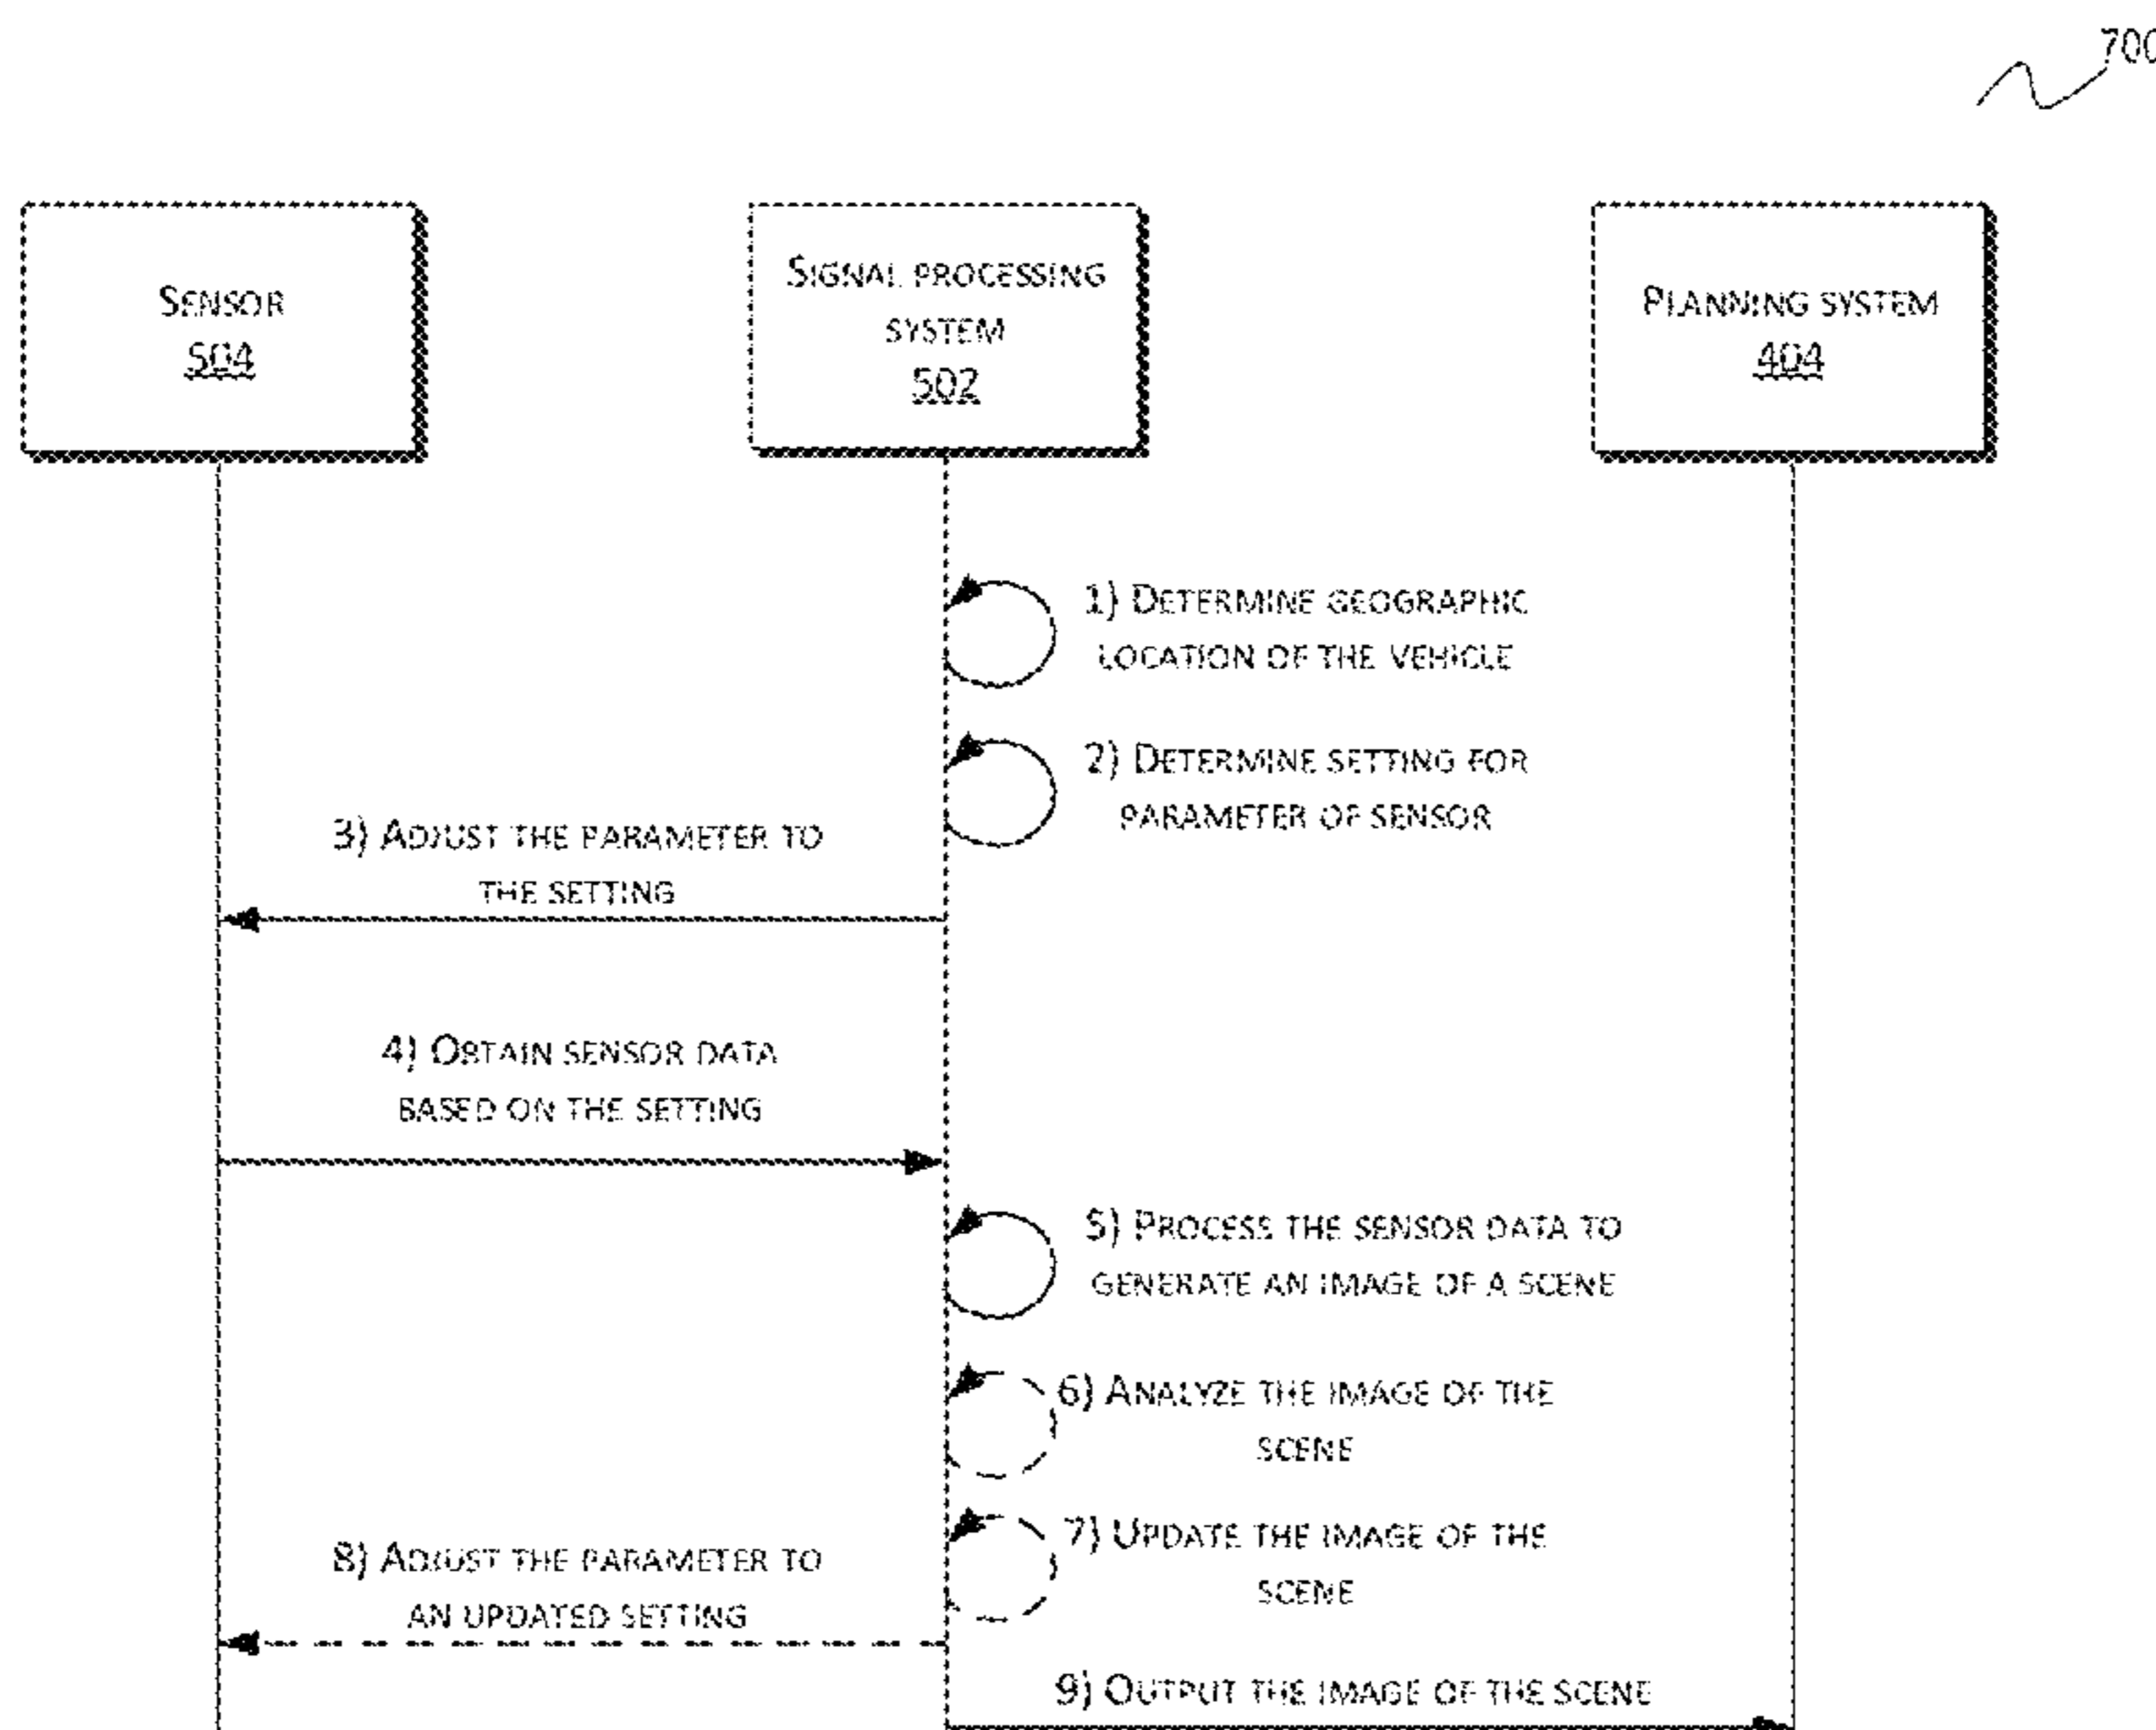 700
SENSOR
504
SIGNAL PROCESSING
SYSTEM
502
PLANNING SYSTEM
404
1) DETERMINE GEOGRAPHIC
LOCATION OF THE VEHICLE
2) DETERMINE SETTING FOR
PARAMETER OF SENSOR
3) ADJUST THE PARAMETER TO
THE SETTING
4) OBTAIN SENSOR DATA
BASED ON THE SETTING
5) PROCESS THE SENSOR DATA TO
GENERATE AN IMAGE OF A SCENE
6) ANALYZE THE IMAGE OF THE
SCENE
7) UPDATE THE IMAGE OF THE
SCENE
8) ADJUST THE PARAMETER TO
AN UPDATED SETTING
9) OUTPUT THE IMAGE OF THE SCENE